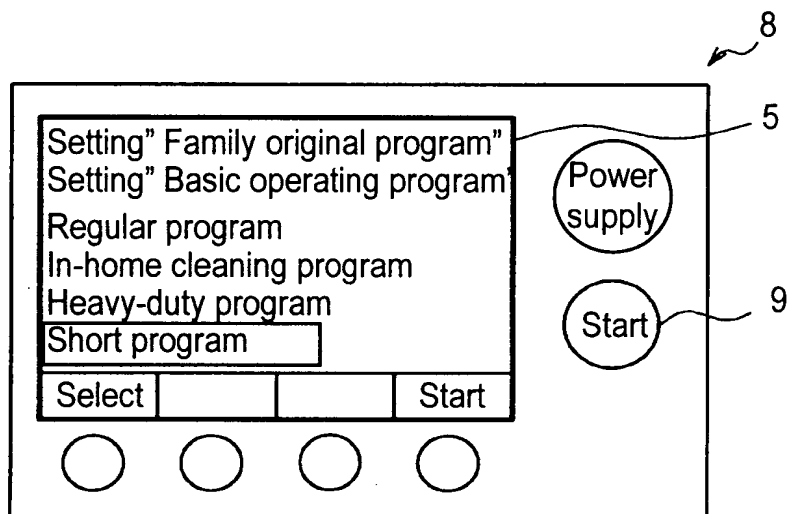 8
Setting” Family original program”
5
Setting” Basic operating program”
Power
supply
Regular program
In-home cleaning program
Heavy-duty program
Start
9
Short program
Select
Start